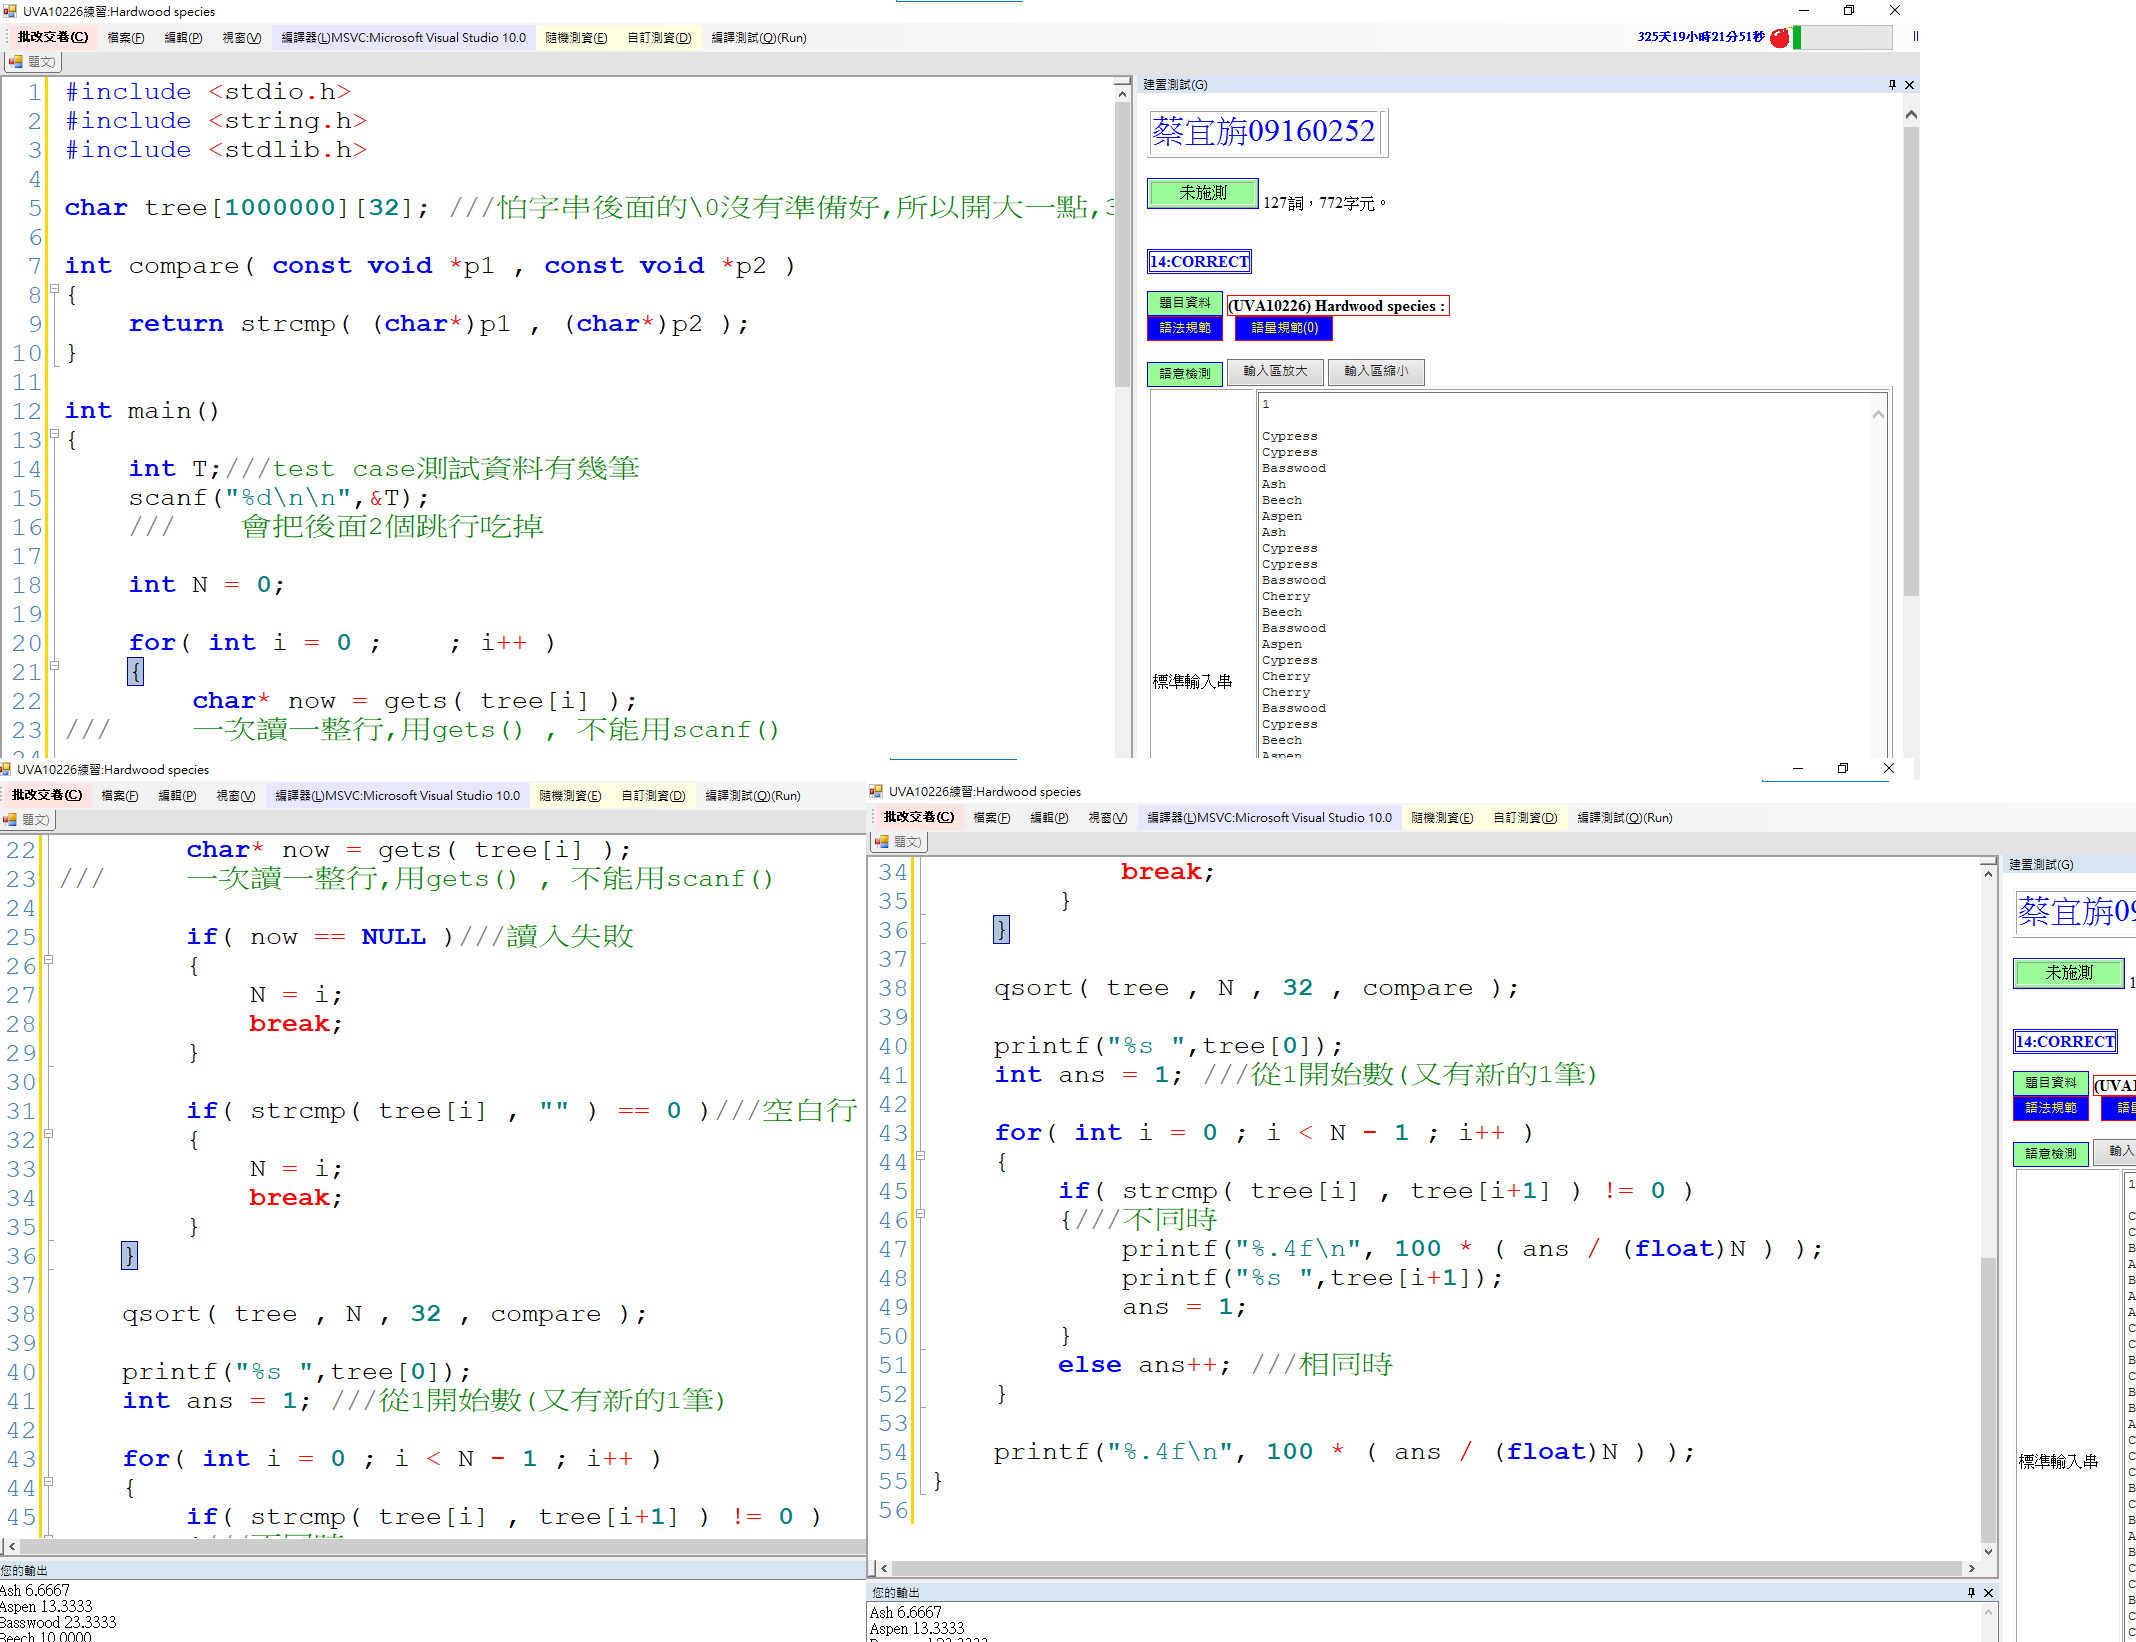 UVA10226練習:Hardwood species
批改交卷(C) 檔案(F) 編輯(P) 視窗(V) 編譯器(L)MSVC:Microsoft Visual Studio 10.0 隨機測資(E) 自訂測資(D) 編譯測試(Q)(Run) 325天19小時21分51秒
題文)
1 #include <stdio.h>
2 #include <string.h>
3 #include <stdlib.h>
4
5 char tree[1000000][32]; ///怕字串後面的\0沒有準備好,所以開大一點,3
6
7 int compare( const void *p1 , const void *p2 )
8 {
9 return strcmp( (char*)p1 , (char*)p2 );
10 }
11
12 int main()
13 {
14 int T;///test case測試資料有幾筆
15 scanf("%d\n\n",&T);
16 /// 會把後面2個跳行吃掉
17
18 int N = 0;
19
20 for( int i = 0 ; ; i++ )
21 {
22 char* now = gets( tree[i] );
23 /// 一次讀一整行,用gets() , 不能用scanf()
建置測試(G)
蔡宜旃09160252
未施測 127詞，772字元。
14:CORRECT
題目資料 (UVA10226) Hardwood species :
語法規範 語量規範(0)
語意檢測 輸入區放大 輸入區縮小
標準輸入串
1
Cypress
Cypress
Basswood
Ash
Beech
Aspen
Ash
Cypress
Cypress
Basswood
Cherry
Beech
Basswood
Aspen
Cypress
Cherry
Cherry
Basswood
Cypress
Beech
Aspen
UVA10226練習:Hardwood species
批改交卷(C) 檔案(F) 編輯(P) 視窗(V) 編譯器(L)MSVC:Microsoft Visual Studio 10.0 隨機測資(E) 自訂測資(D) 編譯測試(Q)(Run)
題文)
22 char* now = gets( tree[i] );
23 /// 一次讀一整行,用gets() , 不能用scanf()
24
25 if( now == NULL )///讀入失敗
26 {
27 N = i;
28 break;
29 }
30
31 if( strcmp( tree[i] , "" ) == 0 )///空白行
32 {
33 N = i;
34 break;
35 }
36 }
37
38 qsort( tree , N , 32 , compare );
39
40 printf("%s ",tree[0]);
41 int ans = 1; ///從1開始數(又有新的1筆)
42
43 for( int i = 0 ; i < N - 1 ; i++ )
44 {
45 if( strcmp( tree[i] , tree[i+1] ) != 0 )
您的輸出
Ash 6.6667
Aspen 13.3333
Basswood 23.3333
Beech 10.0000
UVA10226練習:Hardwood species
批改交卷(C) 檔案(F) 編輯(P) 視窗(V) 編譯器(L)MSVC:Microsoft Visual Studio 10.0 隨機測資(E) 自訂測資(D) 編譯測試(Q)(Run)
題文)
34 break;
35 }
36 }
37
38 qsort( tree , N , 32 , compare );
39
40 printf("%s ",tree[0]);
41 int ans = 1; ///從1開始數(又有新的1筆)
42
43 for( int i = 0 ; i < N - 1 ; i++ )
44 {
45 if( strcmp( tree[i] , tree[i+1] ) != 0 )
46 {///不同時
47 printf("%.4f\n", 100 * ( ans / (float)N ) );
48 printf("%s ",tree[i+1]);
49 ans = 1;
50 }
51 else ans++; ///相同時
52 }
53
54 printf("%.4f\n", 100 * ( ans / (float)N ) );
55 }
56
您的輸出
Ash 6.6667
Aspen 13.3333
建置測試(G)
蔡宜旃09
未施測 1
14:CORRECT
題目資料 (UVA1
語法規範 語量
語意檢測 輸入
標準輸入串
1
C
C
B
A
B
A
A
C
C
B
C
B
B
A
C
C
C
B
C
B
A
B
C
C
B
C
B
C
C